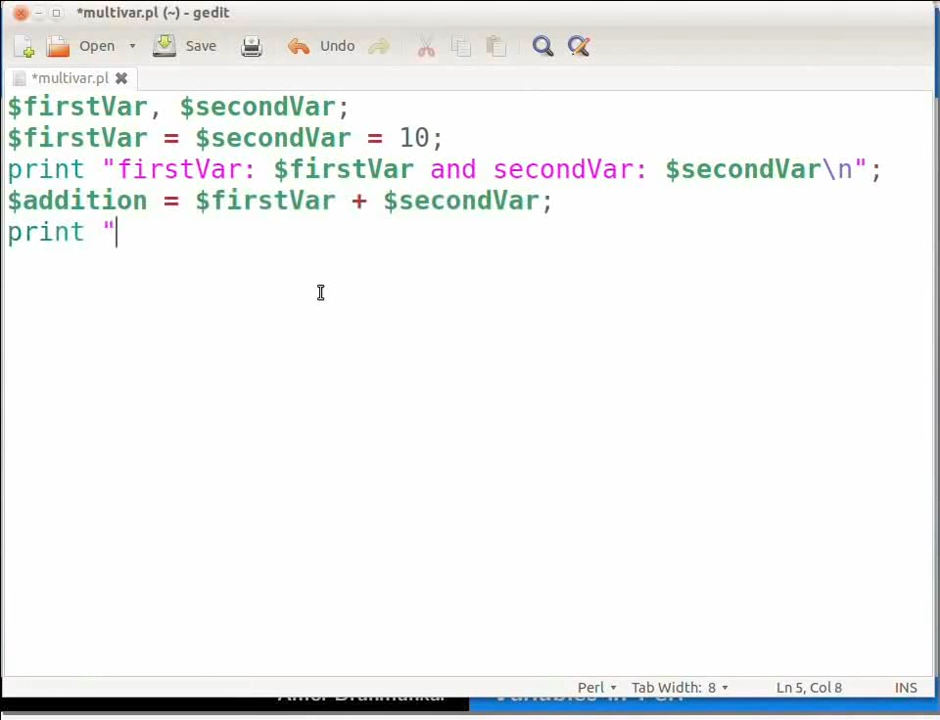 *multivar.pl (~) - gedit
Open Save Undo
*multivar.pl
$firstVar, $secondVar;
$firstVar = $secondVar = 10;
print "firstVar: $firstVar and secondVar: $secondVar\n";
$addition = $firstVar + $secondVar;
print "
Perl Tab Width: 8 Ln 5, Col 8 INS